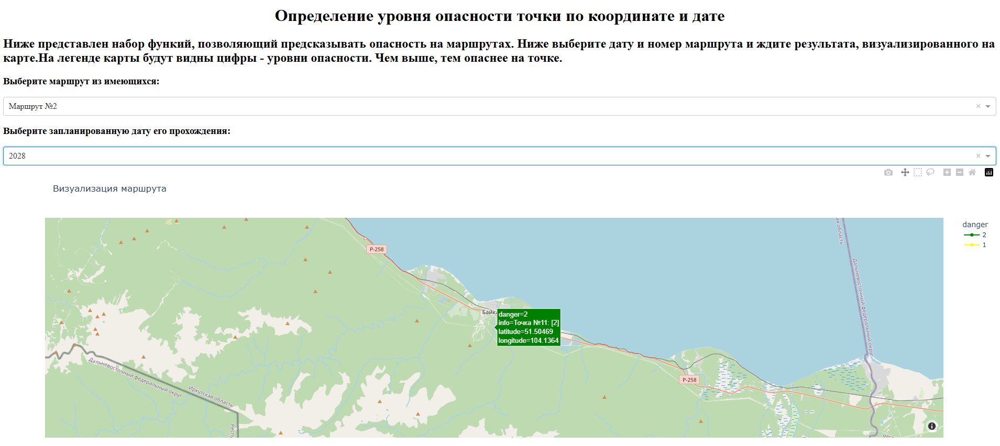 Определение уровня опасности точки по координате и дате
Ниже представлен набор функий, позволяющий предсказывать опасность на маршрутах. Ниже выберите дату и номер маршрута и ждите результата, визуализированного на
карте.На легенде карты будут видны цифры - уровни опасности. Чем выше, тем опаснее на точке.
Выберите маршрут из имеющихся:
Маршрут №2
Выберите запланированную дату его прохождения:
2028
Визуализация маршрута
danger
2
1
ая область
Р-258
Дальневосточный федеральный округ
Байка
danger=2
info=Точка №11: [2]
latitude=51.50469
longitude=104.1364
Дальневосточный федеральный округ
Иркутская область
Р-258
Респу
Респ